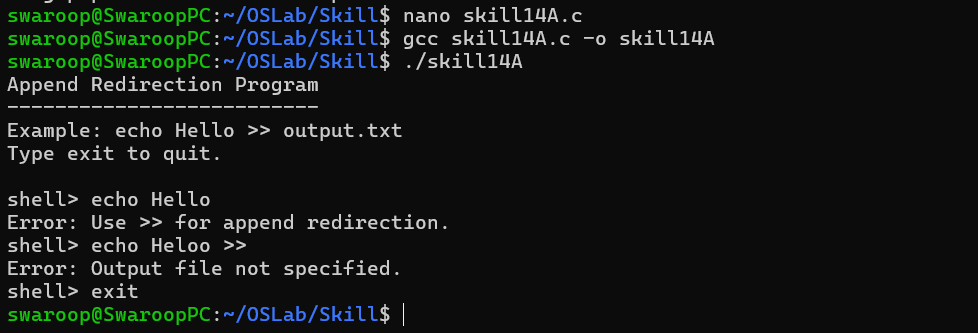 swaroop@SwaroopPC:~/OSLab/Skill$ nano skill14A.c
swaroop@SwaroopPC:~/OSLab/Skill$ gcc skill14A.c -o skill14A
swaroop@SwaroopPC:~/OSLab/Skill$ ./skill14A
Append Redirection Program
--------------------------
Example: echo Hello >> output.txt
Type exit to quit.

shell> echo Hello
Error: Use >> for append redirection.
shell> echo Heloo >>
Error: Output file not specified.
shell> exit
swaroop@SwaroopPC:~/OSLab/Skill$